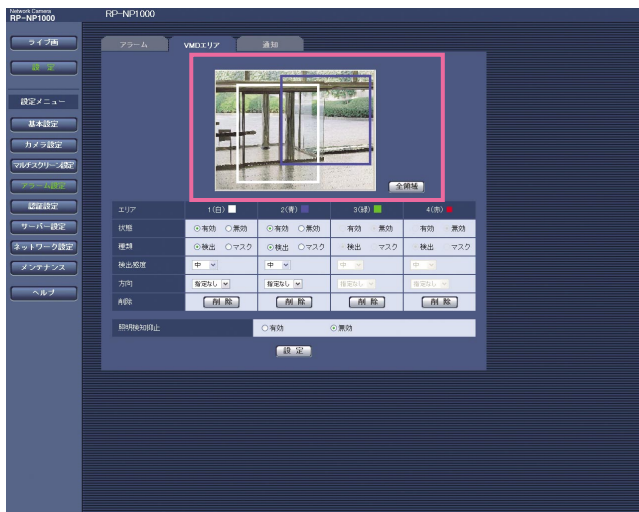 Network Camera
RP-NP1000
RP-NP1000
ライブ画
設 定
設定メニュー
基本設定
カメラ設定
マルチスクリーン設定
アラーム設定
認証設定
サーバー設定
ネットワーク設定
メンテナンス
ヘルプ
アラーム VMDエリア 通知
全領域
エリア 1(白) 2(青) 3(緑) 4(赤)
状態 有効 無効 有効 無効 有効 無効 有効 無効
種類 検出 マスク 検出 マスク 検出 マスク 検出 マスク
検出感度 中 中 中 中
方向 指定なし 指定なし 指定なし 指定なし
削除 削 除 削 除 削 除 削 除
照明検知抑止 有効 無効
設 定